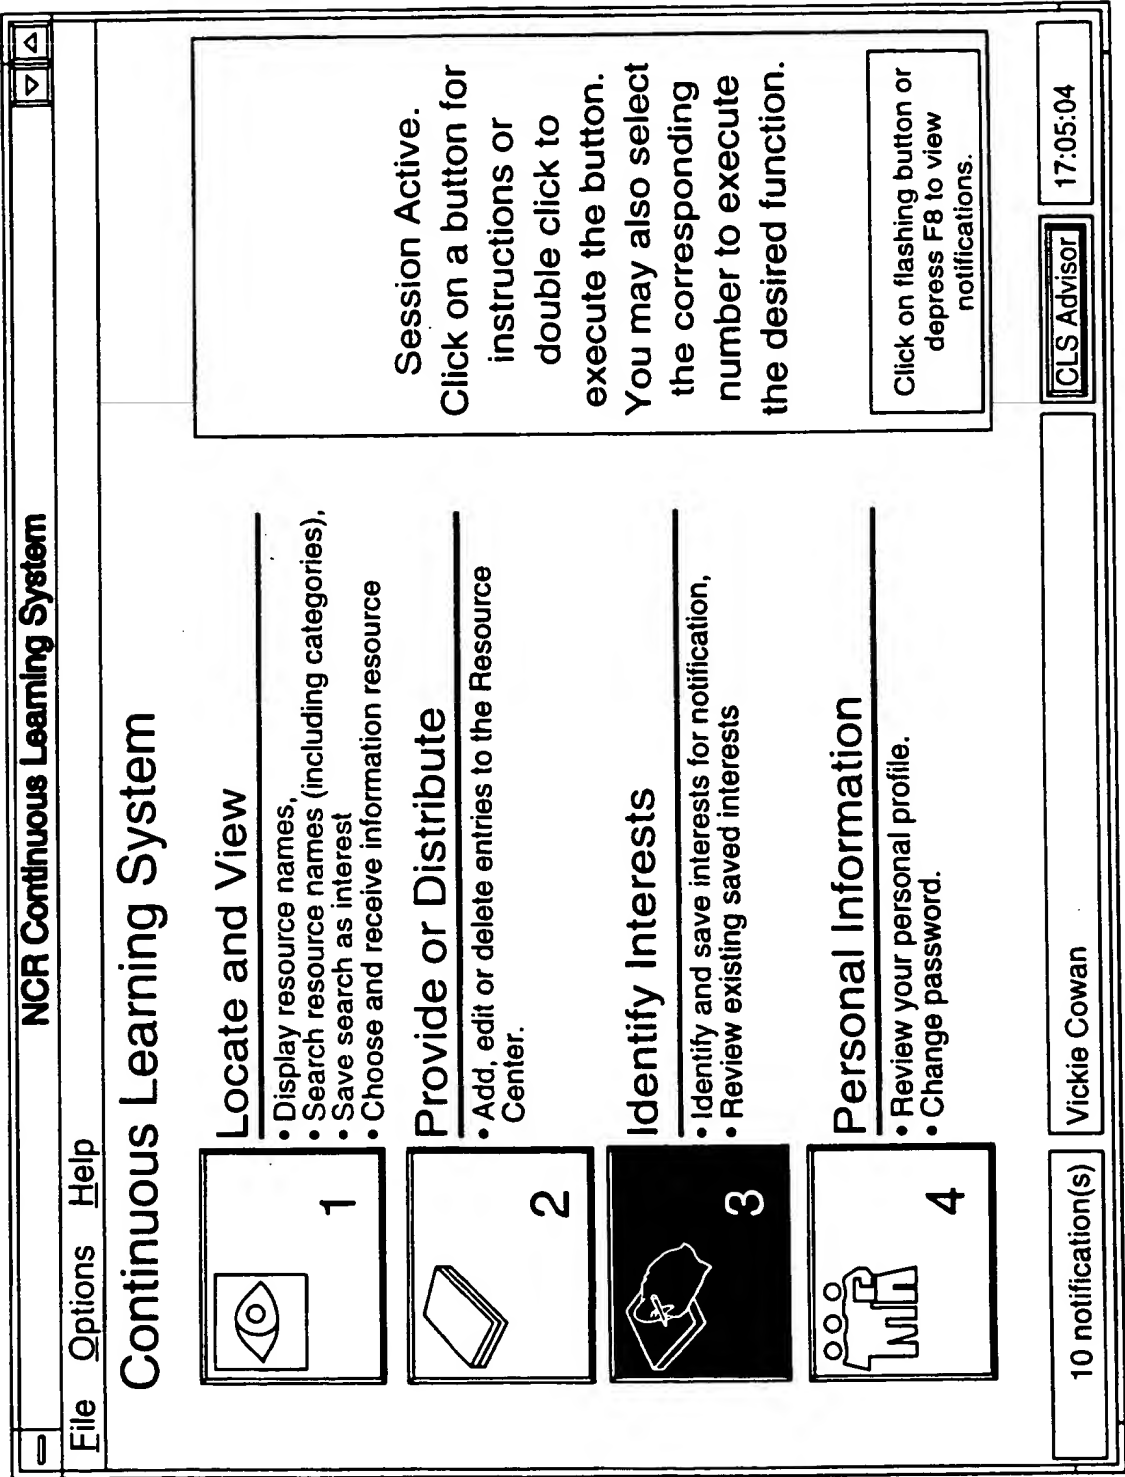 NCR Continuous Learning System
File Options Help
Continuous Learning System
1
Locate and View
• Display resource names,
• Search resource names (including categories),
• Save search as interest
• Choose and receive information resource
2
Provide or Distribute
• Add, edit or delete entries to the Resource
Center.
3
Identify Interests
• Identify and save interests for notification,
• Review existing saved interests
4
Personal Information
• Review your personal profile.
• Change password.
Session Active.
Click on a button for
instructions or
double click to
execute the button.
You may also select
the corresponding
number to execute
the desired function.
Click on flashing button or
depress F8 to view
notifications.
10 notification(s)
Vickie Cowan
CLS Advisor
17:05:04